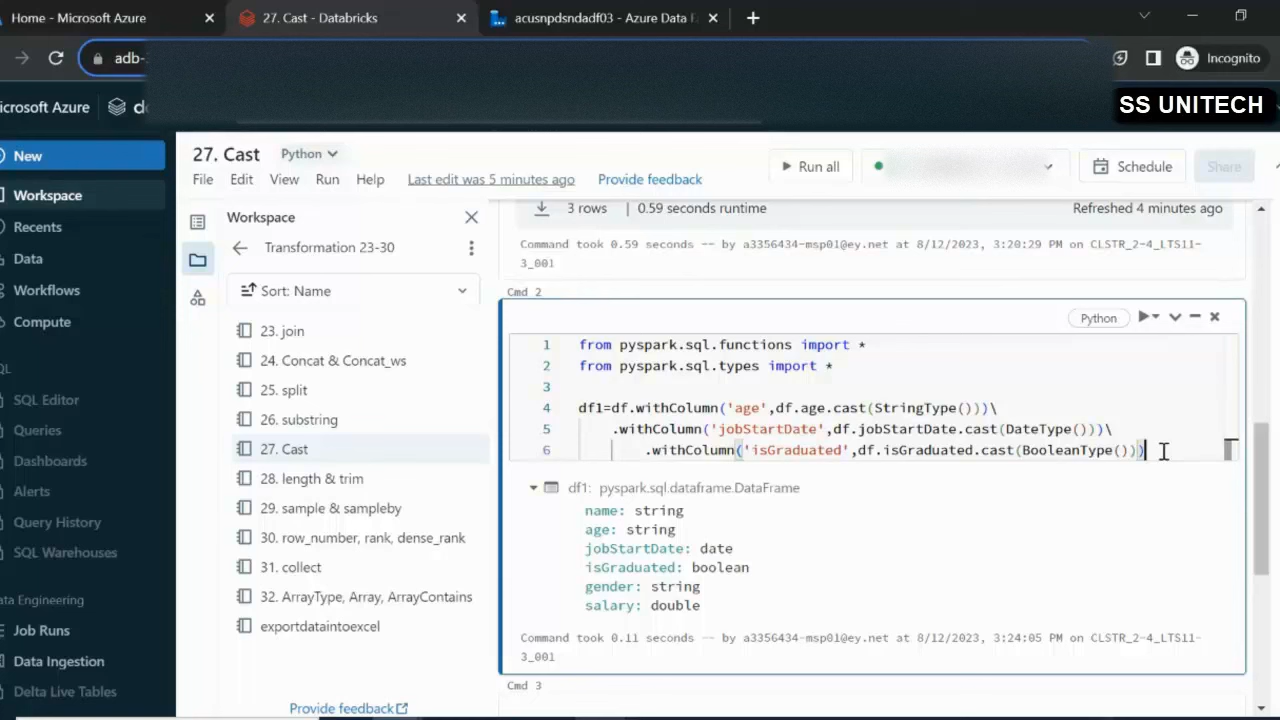 Home - Microsoft Azure
27. Cast - Databricks
acusnpdsndadf03 - Azure Data
adb-
Incognito
icrosoft Azure
SS UNITECH
New
Workspace
Recents
Data
Workflows
Compute
QL
SQL Editor
Queries
Dashboards
Alerts
Query History
SQL Warehouses
ata Engineering
Job Runs
Data Ingestion
Delta Live Tables
27. Cast
Python
File
Edit
View
Run
Help
Last edit was 5 minutes ago
Provide feedback
Run all
Schedule
Share
Workspace
Transformation 23-30
Sort: Name
23. join
24. Concat & Concat_ws
25. split
26. substring
27. Cast
28. length & trim
29. sample & sampleby
30. row_number, rank, dense_rank
31. collect
32. ArrayType, Array, ArrayContains
exportdataintoexcel
Provide feedback
3 rows | 0.59 seconds runtime
Refreshed 4 minutes ago
Command took 0.59 seconds -- by a3356434-msp01@ey.net at 8/12/2023, 3:20:29 PM on CLSTR_2-4_LTS11-
3_001
Cmd 2
Python
1 from pyspark.sql.functions import *
2 from pyspark.sql.types import *
3
4 df1=df.withColumn('age',df.age.cast(StringType()))\
5 .withColumn('jobStartDate',df.jobStartDate.cast(DateType()))\
6 .withColumn('isGraduated',df.isGraduated.cast(BooleanType()))
df1: pyspark.sql.dataframe.DataFrame
name: string
age: string
jobStartDate: date
isGraduated: boolean
gender: string
salary: double
Command took 0.11 seconds -- by a3356434-msp01@ey.net at 8/12/2023, 3:24:05 PM on CLSTR_2-4_LTS11-
3_001
Cmd 3